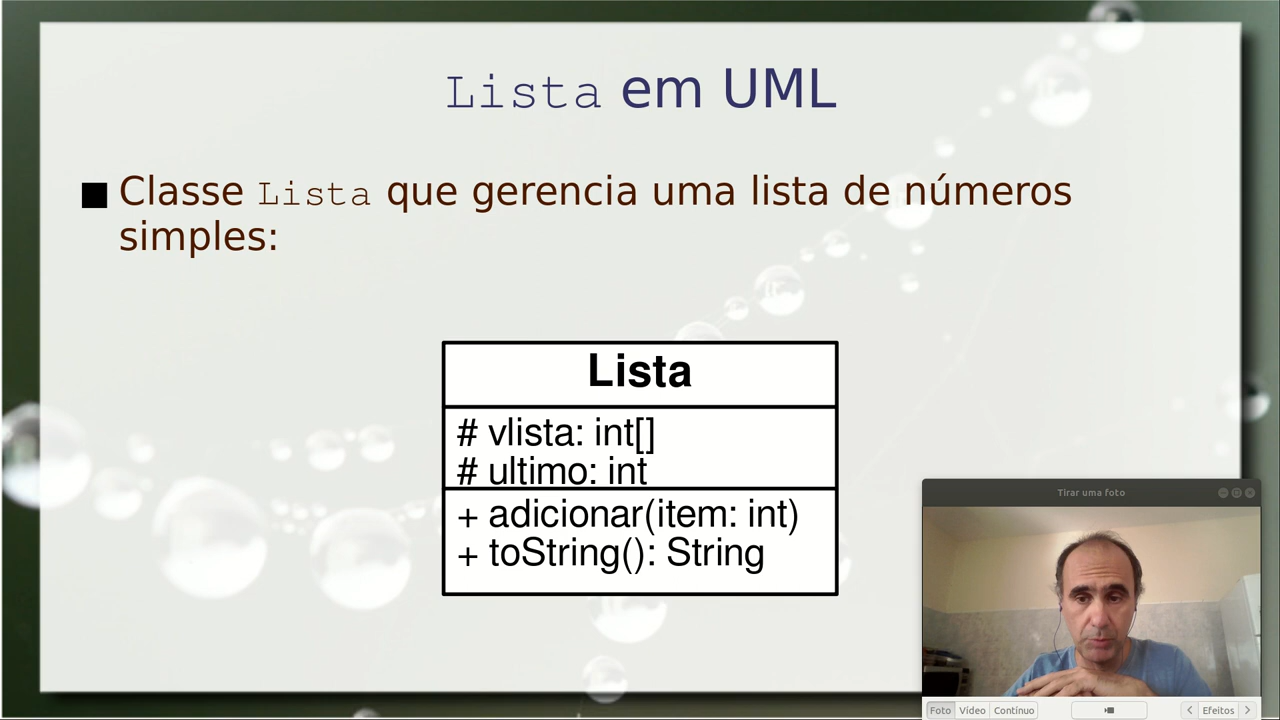 Lista em UML
Classe Lista que gerencia uma lista de números
simples:
Lista
# vlista: int[]
# ultimo: int
+ adicionar(item: int)
+ toString(): String
Tirar uma foto
Foto Vídeo Contínuo Efeitos